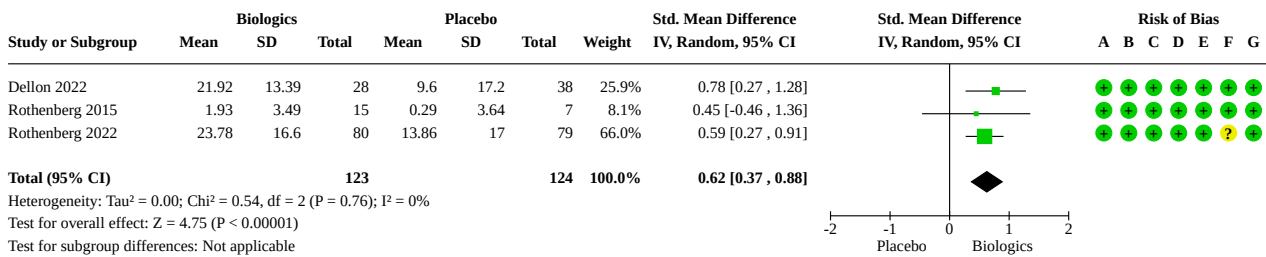 Biologics Placebo Std. Mean Difference Std. Mean Difference Risk of Bias
Study or Subgroup Mean SD Total Mean SD Total Weight IV, Random, 95% CI IV, Random, 95% CI A B C D E F G
Dellon 2022 21.92 13.39 28 9.6 17.2 38 25.9% 0.78 [0.27 , 1.28] + + + + + + +
Rothenberg 2015 1.93 3.49 15 0.29 3.64 7 8.1% 0.45 [-0.46 , 1.36] + + + + + + +
Rothenberg 2022 23.78 16.6 80 13.86 17 79 66.0% 0.59 [0.27 , 0.91] + + + + + ? +
Total (95% CI) 123 124 100.0% 0.62 [0.37 , 0.88]
Heterogeneity: Tau² = 0.00; Chi² = 0.54, df = 2 (P = 0.76); I² = 0%
Test for overall effect: Z = 4.75 (P < 0.00001)
Test for subgroup differences: Not applicable
-2 -1 0 1 2
Placebo Biologics